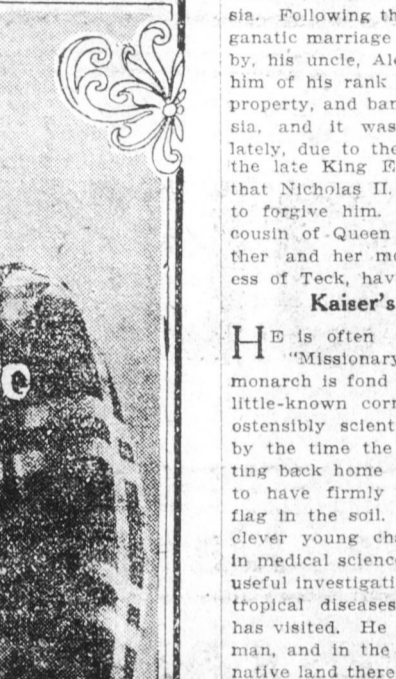 sia. Following th
ganatic marriage
by, his uncle, Al
him of his rank
property, and bar
sia, and it was
lately, due to the
the late King E
that Nicholas II.
to forgive him.
cousin of Queen
ther and her mo
ess of Teck, hav
Kaiser's
HE is often
"Missionary
monarch is fond
little-known corn
ostensibly scient
by the time the
ting back home
to have firmly
flag in the soil.
clever young cha
in medical science
useful investigati
tropical diseases
has visited. He
man, and in the
native land there